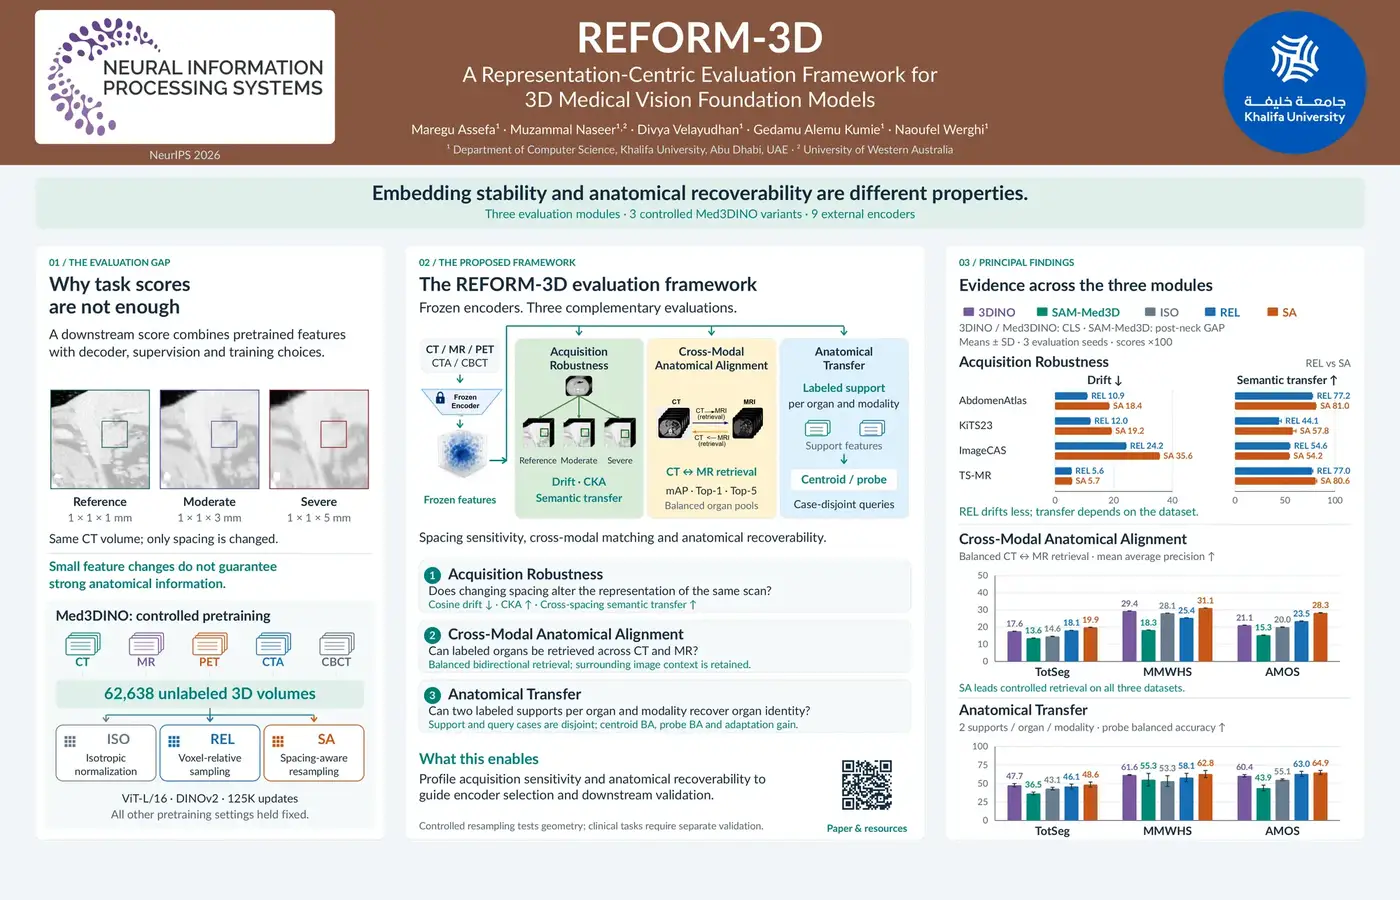 NEURAL INFORMATION
PROCESSING SYSTEMS
NeurIPS 2026
REFORM-3D
A Representation-Centric Evaluation Framework for
3D Medical Vision Foundation Models
Maregu Assefa¹ · Muzammal Naseer¹,² · Divya Velayudhan¹ · Gedamu Alemu Kumie¹ · Naoufel Werghi¹
¹ Department of Computer Science, Khalifa University, Abu Dhabi, UAE · ² University of Western Australia
جامعة خليفة
Khalifa University
Embedding stability and anatomical recoverability are different properties.
Three evaluation modules · 3 controlled Med3DINO variants · 9 external encoders
01 / THE EVALUATION GAP
Why task scores
are not enough
A downstream score combines pretrained features
with decoder, supervision and training choices.
Reference Moderate Severe
1 × 1 × 1 mm 1 × 1 × 3 mm 1 × 1 × 5 mm
Same CT volume; only spacing is changed.
Small feature changes do not guarantee
strong anatomical information.
Med3DINO: controlled pretraining
CT MR PET CTA CBCT
62,638 unlabeled 3D volumes
ISO REL SA
Isotropic Voxel-relative Spacing-aware
normalization sampling resampling
ViT-L/16 · DINOv2 · 125K updates
All other pretraining settings held fixed.
02 / THE PROPOSED FRAMEWORK
The REFORM-3D evaluation framework
Frozen encoders. Three complementary evaluations.
CT / MR / PET
CTA / CBCT
Frozen
Encoder
Frozen features
Acquisition
Robustness
Reference Moderate Severe
Drift · CKA
Semantic transfer
Cross-Modal
Anatomical Alignment
CT MRI
CT → MRI
(retrieval)
CT <-- MRI
(retrieval)
CT ↔ MR retrieval
mAP · Top-1 · Top-5
Balanced organ pools
Anatomical
Transfer
Labeled support
per organ and modality
Support features
Centroid / probe
Case-disjoint queries
Spacing sensitivity, cross-modal matching and anatomical recoverability.
1 Acquisition Robustness
Does changing spacing alter the representation of the same scan?
Cosine drift ↓ · CKA ↑ · Cross-spacing semantic transfer ↑
2 Cross-Modal Anatomical Alignment
Can labeled organs be retrieved across CT and MR?
Balanced bidirectional retrieval; surrounding image context is retained.
3 Anatomical Transfer
Can two labeled supports per organ and modality recover organ identity?
Support and query cases are disjoint; centroid BA, probe BA and adaptation gain.
What this enables
Profile acquisition sensitivity and anatomical recoverability to
guide encoder selection and downstream validation.
Controlled resampling tests geometry; clinical tasks require separate validation.
Paper & resources
03 / PRINCIPAL FINDINGS
Evidence across the three modules
3DINO SAM-Med3D ISO REL SA
3DINO / Med3DINO: CLS · SAM-Med3D: post-neck GAP
Means ± SD · 3 evaluation seeds · scores ×100
Acquisition Robustness REL vs SA
Drift ↓ Semantic transfer ↑
AbdomenAtlas REL 10.9 REL 77.2
SA 18.4 SA 81.0
KiTS23 REL 12.0 REL 44.1
SA 19.2 SA 57.8
ImageCAS REL 24.2 REL 54.6
SA 35.6 SA 54.2
TS-MR REL 5.6 REL 77.0
SA 5.7 SA 80.6
0 20 40 0 50 100
REL drifts less; transfer depends on the dataset.
Cross-Modal Anatomical Alignment
Balanced CT ↔ MR retrieval · mean average precision ↑
50
40
30
20
10
0
17.6 13.6 14.6 18.1 19.9
29.4 18.3 28.1 25.4 31.1
21.1 15.3 20.0 23.5 28.3
TotSeg MMWHS AMOS
SA leads controlled retrieval on all three datasets.
Anatomical Transfer
2 supports / organ / modality · probe balanced accuracy ↑
100
75
50
25
0
47.7 36.5 43.1 46.1 48.6
61.6 55.3 53.3 58.1 62.8
60.4 43.9 55.1 63.0 64.9
TotSeg MMWHS AMOS